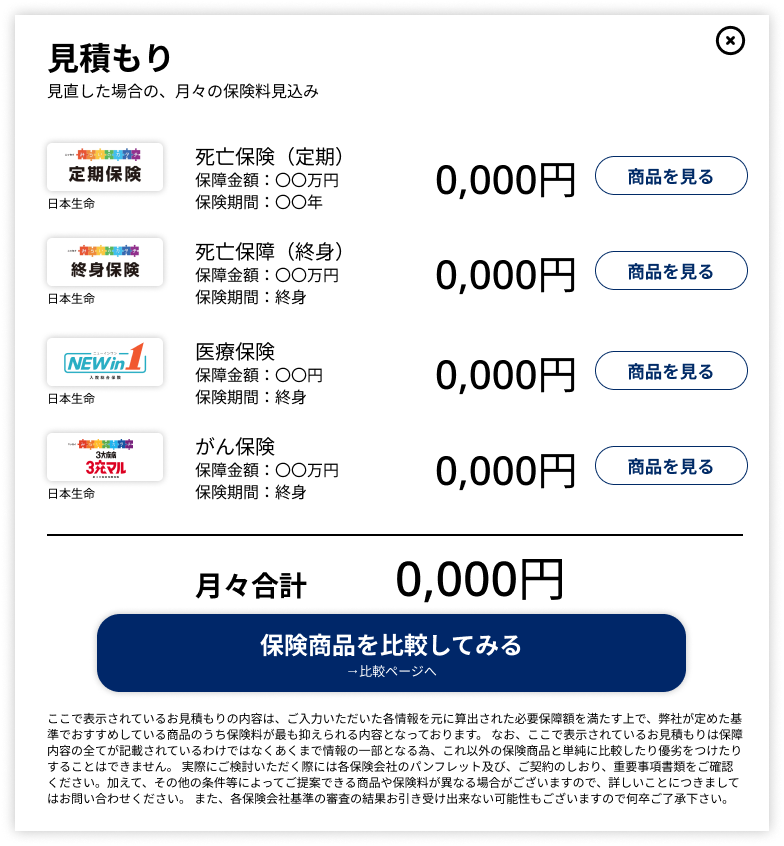 見積もり
見直した場合の、月々の保険料見込み
定期保険
日本生命
死亡保険（定期）
保障金額：〇〇万円
保険期間：〇〇年
0,000円
商品を見る
終身保険
日本生命
死亡保障（終身）
保障金額：〇〇万円
保険期間：終身
0,000円
商品を見る
ニューインワン
NEWin1
人間総合保険
日本生命
医療保険
保障金額：〇〇円
保険期間：終身
0,000円
商品を見る
3大疾病
3充マル
日本生命
がん保険
保障金額：〇〇万円
保険期間：終身
0,000円
商品を見る
月々合計
0,000円
保険商品を比較してみる
→比較ページへ
ここで表示されているお見積もりの内容は、ご入力いただいた各情報を元に算出された必要保障額を満たす上で、弊社が定めた基
準でおすすめしている商品のうち保険料が最も抑えられる内容となっております。 なお、ここで表示されているお見積もりは保障
内容の全てが記載されているわけではなくあくまで情報の一部となる為、これ以外の保険商品と単純に比較したり優劣をつけたり
することはできません。 実際にご検討いただく際には各保険会社のパンフレット及び、ご契約のしおり、重要事項書類をご確認
ください。加えて、その他の条件等によってご提案できる商品や保険料が異なる場合がございますので、詳しいことにつきまして
はお問い合わせください。 また、各保険会社基準の審査の結果お引き受け出来ない可能性もございますので何卒ご了承下さい。